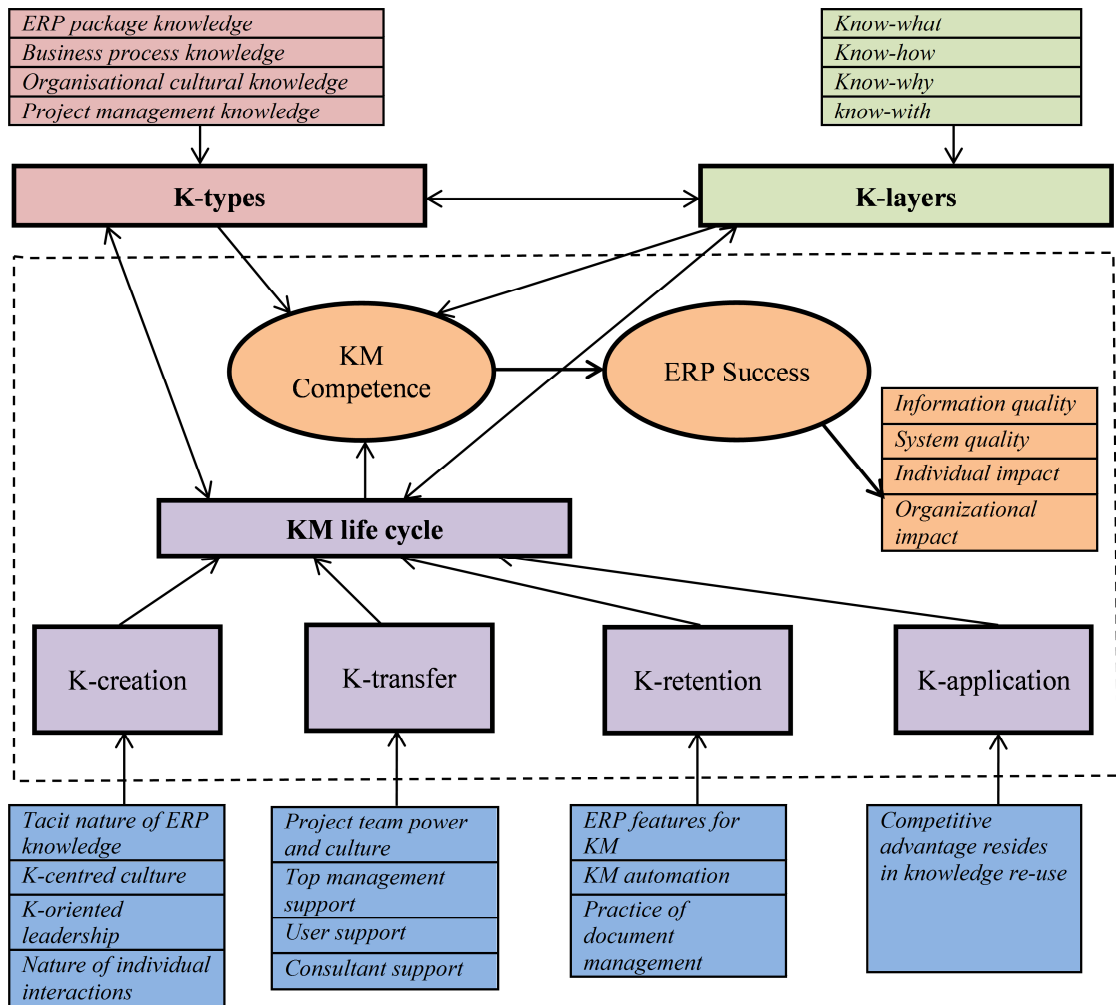 ERP package knowledge
Business process knowledge
Organisational cultural knowledge
Project management knowledge
Know-what
Know-how
Know-why
know-with
K-types
K-layers
KM
Competence
ERP Success
Information quality
System quality
Individual impact
Organizational
impact
KM life cycle
K-creation
K-transfer
K-retention
K-application
Tacit nature of ERP
knowledge
K-centred culture
K-oriented
leadership
Nature of individual
interactions
Project team power
and culture
Top management
support
User support
Consultant support
ERP features for
KM
KM automation
Practice of
document
management
Competitive
advantage resides
in knowledge re-use